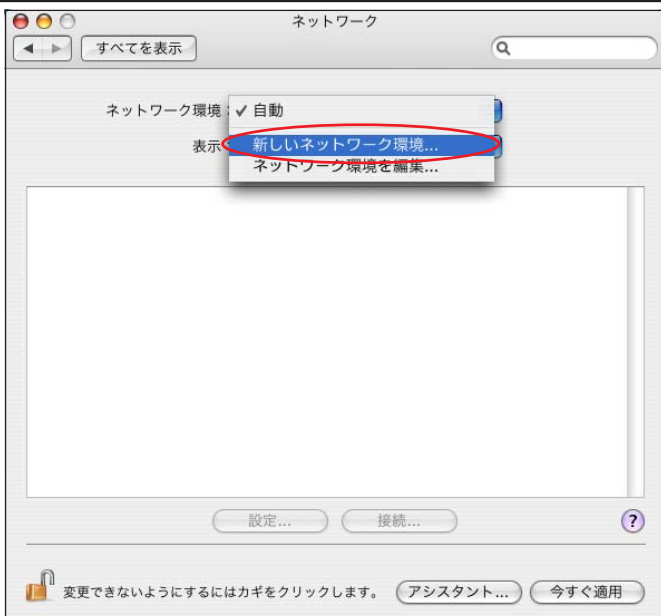 ネットワーク
すべてを表示
ネットワーク環境：
✓自動
表示
新しいネットワーク環境...
ネットワーク環境を編集...
設定...
接続...
?
変更できないようにするにはカギをクリックします。
アシスタント...
今すぐ適用